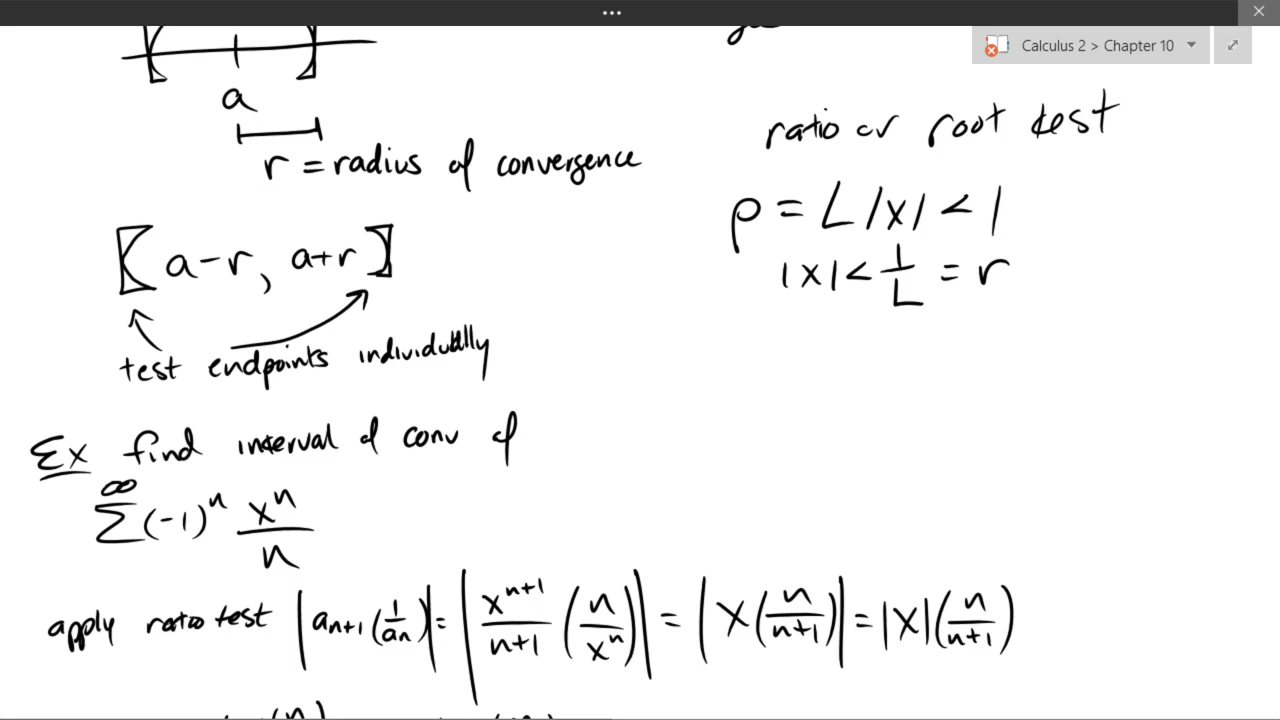 Calculus 2 > Chapter 10
a
r = radius of convergence
[( a-r, a+r )]
test endpoints individually
ratio or root test
ρ = L|x| < 1
|x| < 1/L = r
Ex find interval of conv of
∑^∞ (-1)^n x^n/n
apply ratio test |a_{n+1}(1/a_n)| = |x^{n+1}/(n+1) (n/x^n)| = |x(n/(n+1))| = |x|(n/(n+1))